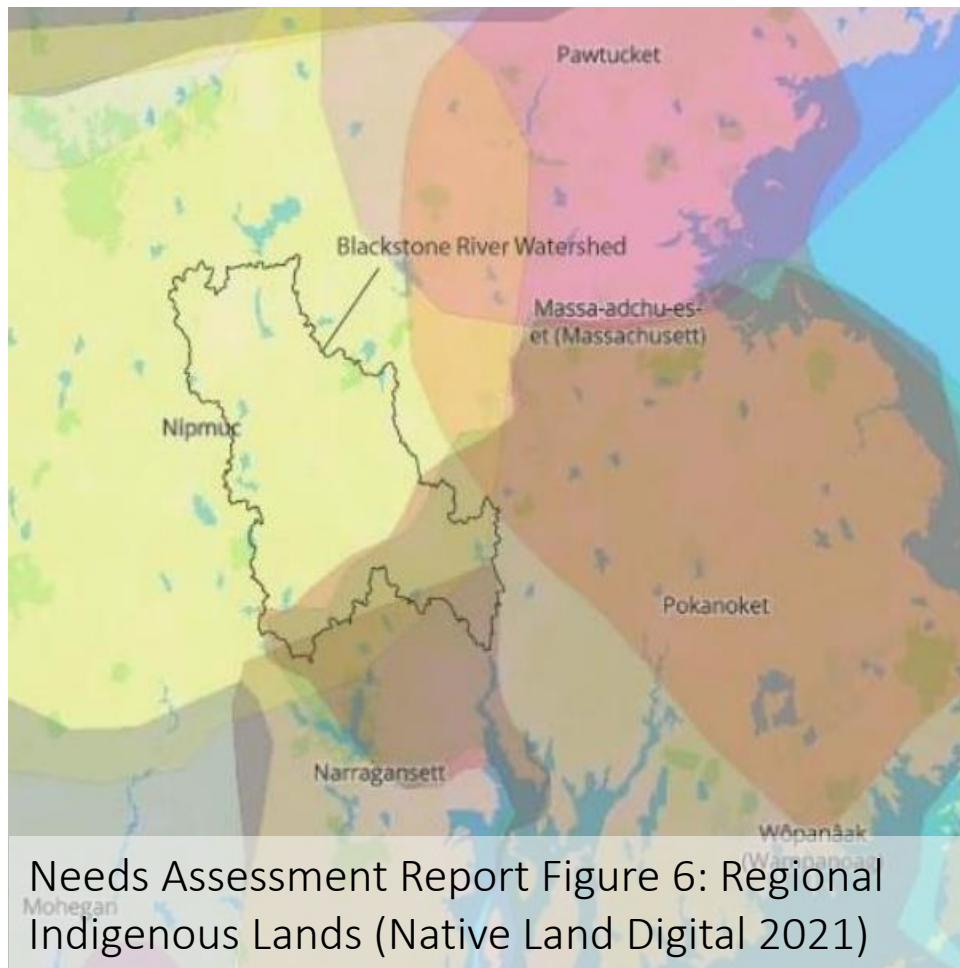 Pawtucket
Blackstone River Watershed
Massa-adchu-es-
et (Massachusett)
Nipmuc
Pokanoket
Narragansett
Wôpanâak
(Wampanoag)
Needs Assessment Report Figure 6: Regional
Mohegan
Indigenous Lands (Native Land Digital 2021)